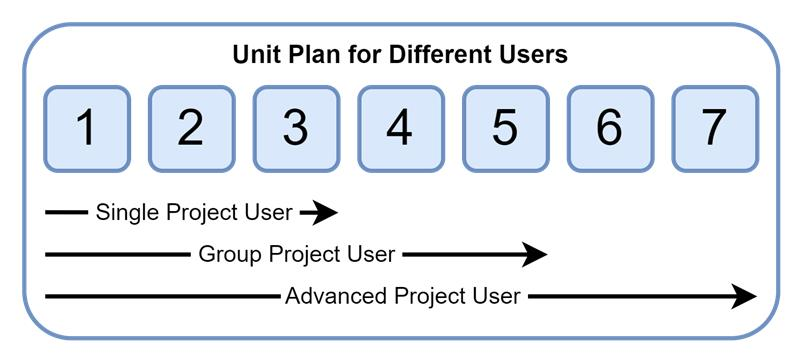 Unit Plan for Different Users
1 2 3 4 5 6 7
Single Project User
Group Project User
Advanced Project User